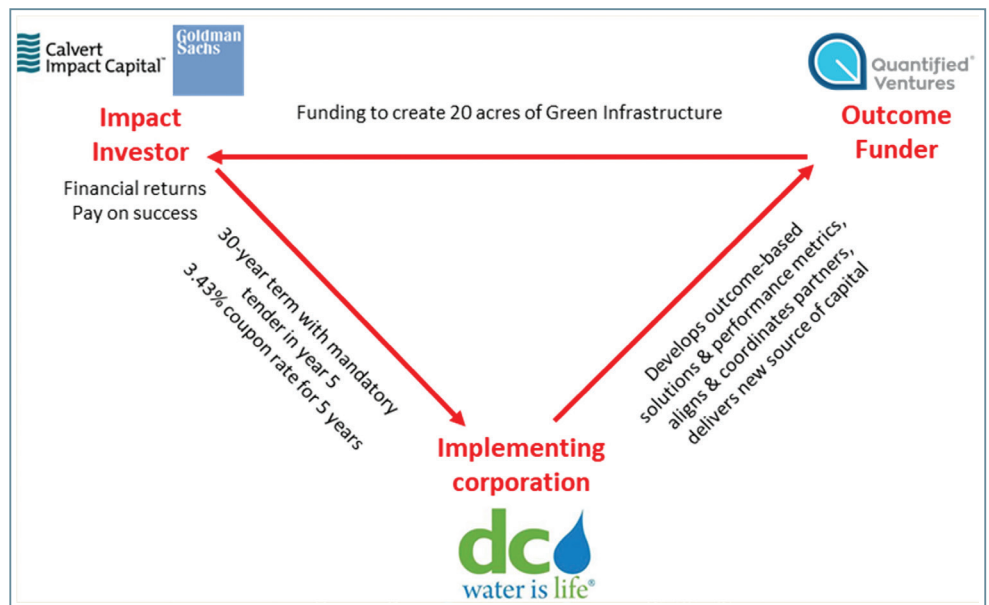 Calvert
Impact Capital™
Goldman
Sachs
Quantified®
Ventures
Impact
Investor
Funding to create 20 acres of Green Infrastructure
Outcome
Funder
Financial returns
Pay on success
30-year term with mandatory
tender in year 5
3.43% coupon rate for 5 years
Develops outcome-based
solutions & performance metrics,
aligns & coordinates partners,
delivers new source of capital
Implementing
corporation
dc
water is life®